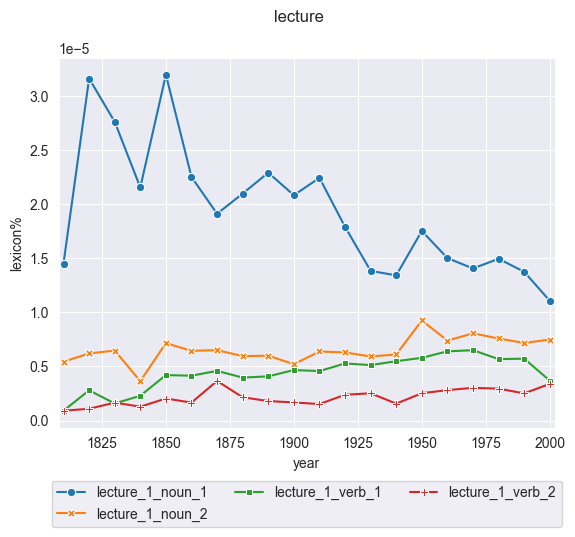 lecture
1e−5
3.0
2.5
2.0
1.5
1.0
0.5
0.0
lexicon%
1825 1850 1875 1900 1925 1950 1975 2000
year
lecture_1_noun_1 lecture_1_verb_1 lecture_1_verb_2
lecture_1_noun_2